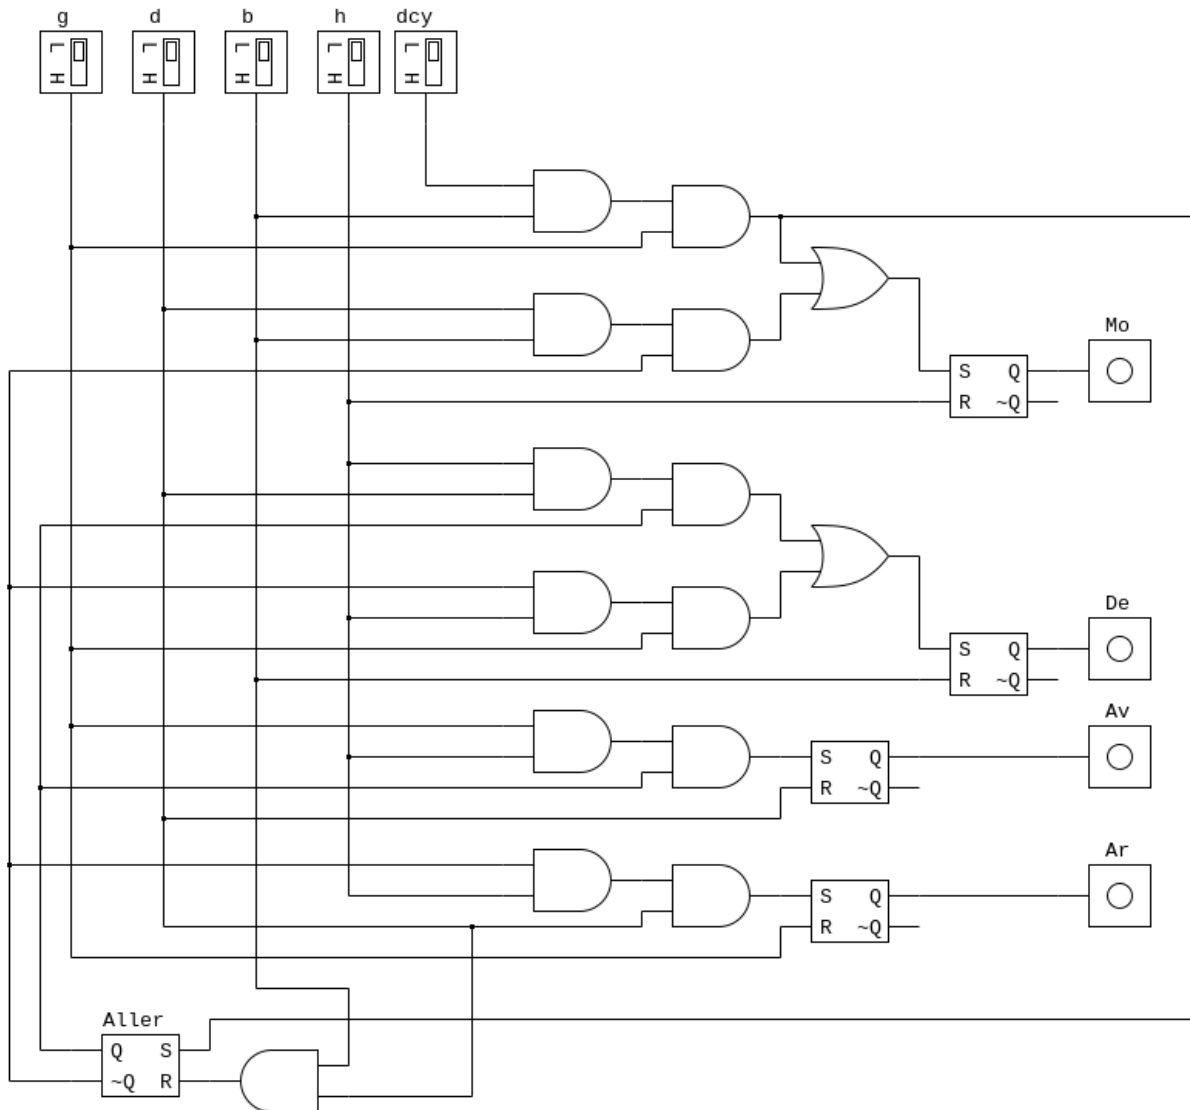 g d b h dcy
L L L L L
H H H H H
Mo
S Q
R ~Q
De
S Q
R ~Q
Av
S Q
R ~Q
Ar
S Q
R ~Q
Aller
Q S
~Q R